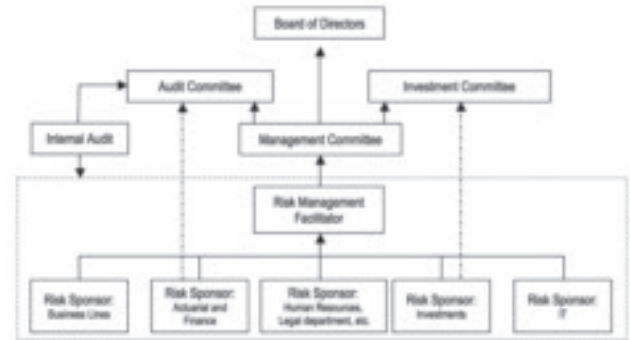 Board of Directors
Audit Committee
Investment Committee
Internal Audit
Management Committee
Risk Management
Facilitator
Risk Sponsor:
Business Lines
Risk Sponsor:
Actuarial and
Finance
Risk Sponsor:
Human Resources,
Legal department, etc.
Risk Sponsor:
Investments
Risk Sponsor:
IT